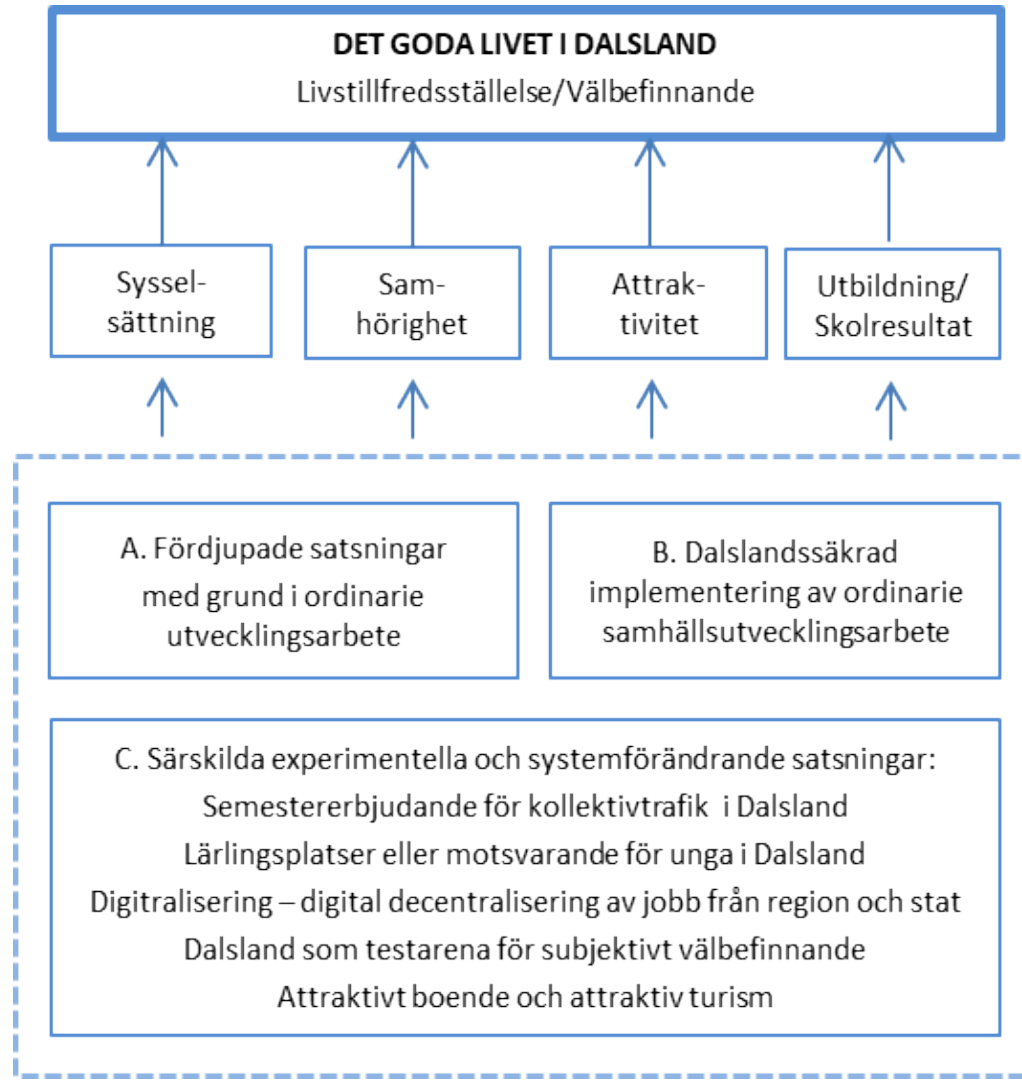 DET GODA LIVET I DALSLAND
Livstillfredsställelse/Välbefinnande
Syssel-
sättning
Sam-
hörighet
Attrak-
tivitet
Utbildning/
Skolresultat
A. Fördjupade satsningar
med grund i ordinarie
utvecklingsarbete
B. Dalslandssäkrad
implementering av ordinarie
samhällsutvecklingsarbete
C. Särskilda experimentella och systemförändrande satsningar:
Semestererbjudande för kollektivtrafik i Dalsland
Lärlingsplatser eller motsvarande för unga i Dalsland
Digitralisering – digital decentralisering av jobb från region och stat
Dalsland som testarena för subjektivt välbefinnande
Attraktivt boende och attraktiv turism